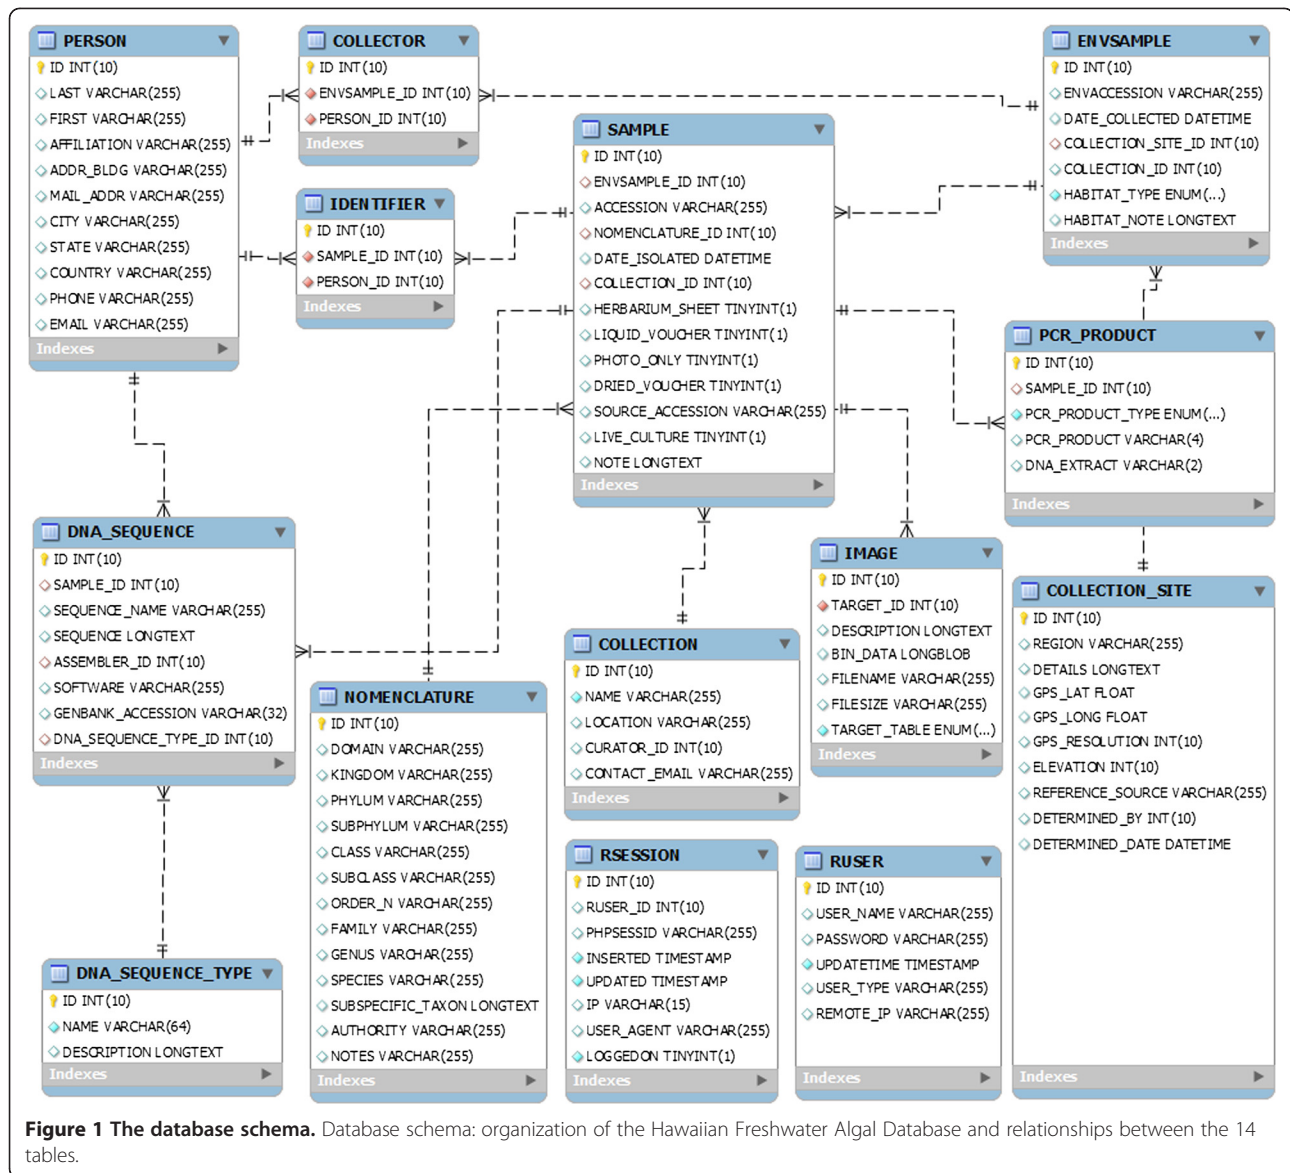 PERSON
ID INT(10)
LAST VARCHAR(255)
FIRST VARCHAR(255)
AFFILIATION VARCHAR(255)
ADDR_BLDG VARCHAR(255)
MAIL_ADDR VARCHAR(255)
CITY VARCHAR(255)
STATE VARCHAR(255)
COUNTRY VARCHAR(255)
PHONE VARCHAR(255)
EMAIL VARCHAR(255)
Indexes
COLLECTOR
ID INT(10)
ENVSAMPLE_ID INT(10)
PERSON_ID INT(10)
Indexes
IDENTIFIER
ID INT(10)
SAMPLE_ID INT(10)
PERSON_ID INT(10)
Indexes
SAMPLE
ID INT(10)
ENVSAMPLE_ID INT(10)
ACCESSION VARCHAR(255)
NOMENCLATURE_ID INT(10)
DATE_ISOLATED DATETIME
COLLECTION_ID INT(10)
HERBARIUM_SHEET TINYINT(1)
LIQUID_VOUCHER TINYINT(1)
PHOTO_ONLY TINYINT(1)
DRIED_VOUCHER TINYINT(1)
SOURCE_ACCESSION VARCHAR(255)
LIVE_CULTURE TINYINT(1)
NOTE LONGTEXT
Indexes
ENVSAMPLE
ID INT(10)
ENVACCESSION VARCHAR(255)
DATE_COLLECTED DATETIME
COLLECTION_SITE_ID INT(10)
COLLECTION_ID INT(10)
HABITAT_TYPE ENUM(...)
HABITAT_NOTE LONGTEXT
Indexes
PCR_PRODUCT
ID INT(10)
SAMPLE_ID INT(10)
PCR_PRODUCT_TYPE ENUM(...)
PCR_PRODUCT VARCHAR(4)
DNA_EXTRACT VARCHAR(2)
Indexes
DNA_SEQUENCE
ID INT(10)
SAMPLE_ID INT(10)
SEQUENCE_NAME VARCHAR(255)
SEQUENCE LONGTEXT
ASSEMBLER_ID INT(10)
SOFTWARE VARCHAR(255)
GENBANK_ACCESSION VARCHAR(32)
DNA_SEQUENCE_TYPE_ID INT(10)
Indexes
NOMENCLATURE
ID INT(10)
DOMAIN VARCHAR(255)
KINGDOM VARCHAR(255)
PHYLUM VARCHAR(255)
SUBPHYLUM VARCHAR(255)
CLASS VARCHAR(255)
SUBCLASS VARCHAR(255)
ORDER_N VARCHAR(255)
FAMILY VARCHAR(255)
GENUS VARCHAR(255)
SPECIES VARCHAR(255)
SUBSPECIFIC_TAXON LONGTEXT
AUTHORITY VARCHAR(255)
NOTES VARCHAR(255)
Indexes
COLLECTION
ID INT(10)
NAME VARCHAR(255)
LOCATION VARCHAR(255)
CURATOR_ID INT(10)
CONTACT_EMAIL VARCHAR(255)
Indexes
IMAGE
ID INT(10)
TARGET_ID INT(10)
DESCRIPTION LONGTEXT
BIN_DATA LONGBLOB
FILENAME VARCHAR(255)
FILESIZE VARCHAR(255)
TARGET_TABLE ENUM(...)
Indexes
COLLECTION_SITE
ID INT(10)
REGION VARCHAR(255)
DETAILS LONGTEXT
GPS_LAT FLOAT
GPS_LONG FLOAT
GPS_RESOLUTION INT(10)
ELEVATION INT(10)
REFERENCE_SOURCE VARCHAR(255)
DETERMINED_BY INT(10)
DETERMINED_DATE DATETIME
Indexes
DNA_SEQUENCE_TYPE
ID INT(10)
NAME VARCHAR(64)
DESCRIPTION LONGTEXT
Indexes
RSESSION
ID INT(10)
RUSER_ID INT(10)
PHPSESSID VARCHAR(255)
INSERTED TIMESTAMP
UPDATED TIMESTAMP
IP VARCHAR(15)
USER_AGENT VARCHAR(255)
LOGGEDON TINYINT(1)
Indexes
RUSER
ID INT(10)
USER_NAME VARCHAR(255)
PASSWORD VARCHAR(255)
UPDATETIME TIMESTAMP
USER_TYPE VARCHAR(255)
REMOTE_IP VARCHAR(255)
Indexes
Figure 1 The database schema. Database schema: organization of the Hawaiian Freshwater Algal Database and relationships between the 14
tables.